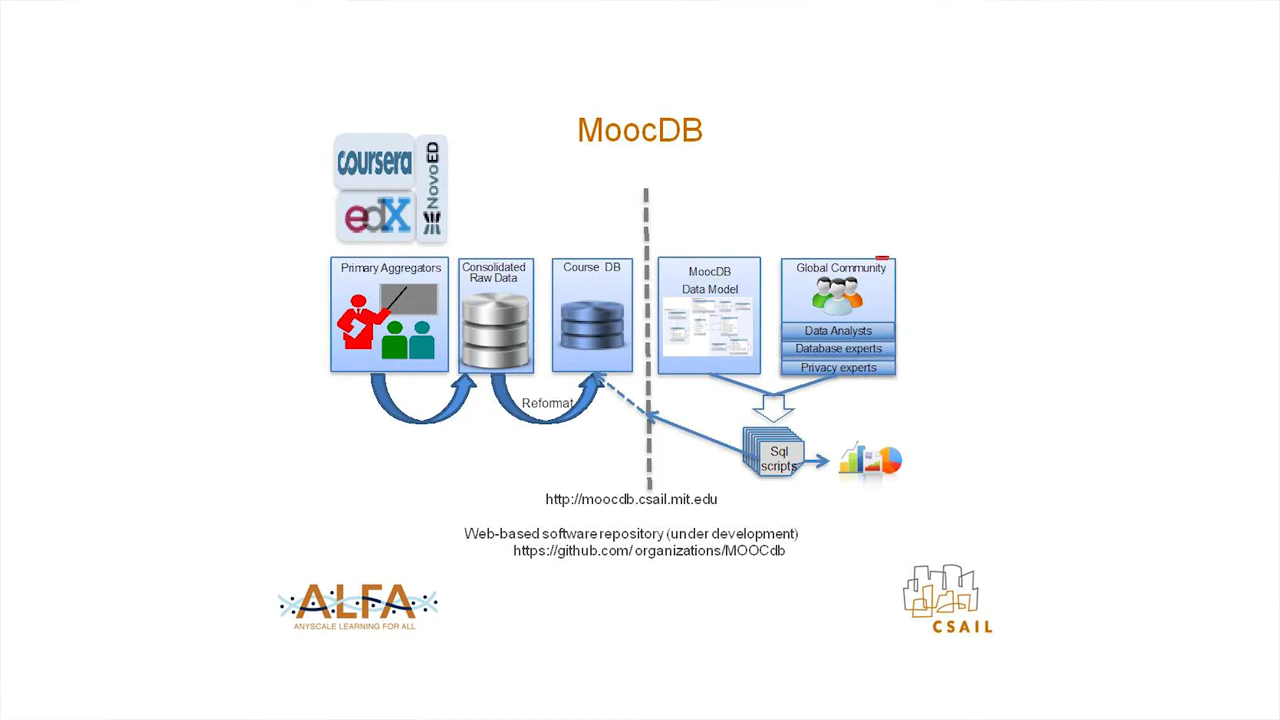 MoocDB
coursera
edX
NovoED
Primary Aggregators
Consolidated
Raw Data
Course DB
MoocDB
Data Model
Global Community
Data Analysts
Database experts
Privacy experts
Reformat
Sql
scripts
http://moocdb.csail.mit.edu
Web-based software repository (under development)
https://github.com/organizations/MOOCdb
ALFA
ANYSCALE LEARNING FOR ALL
CSAIL